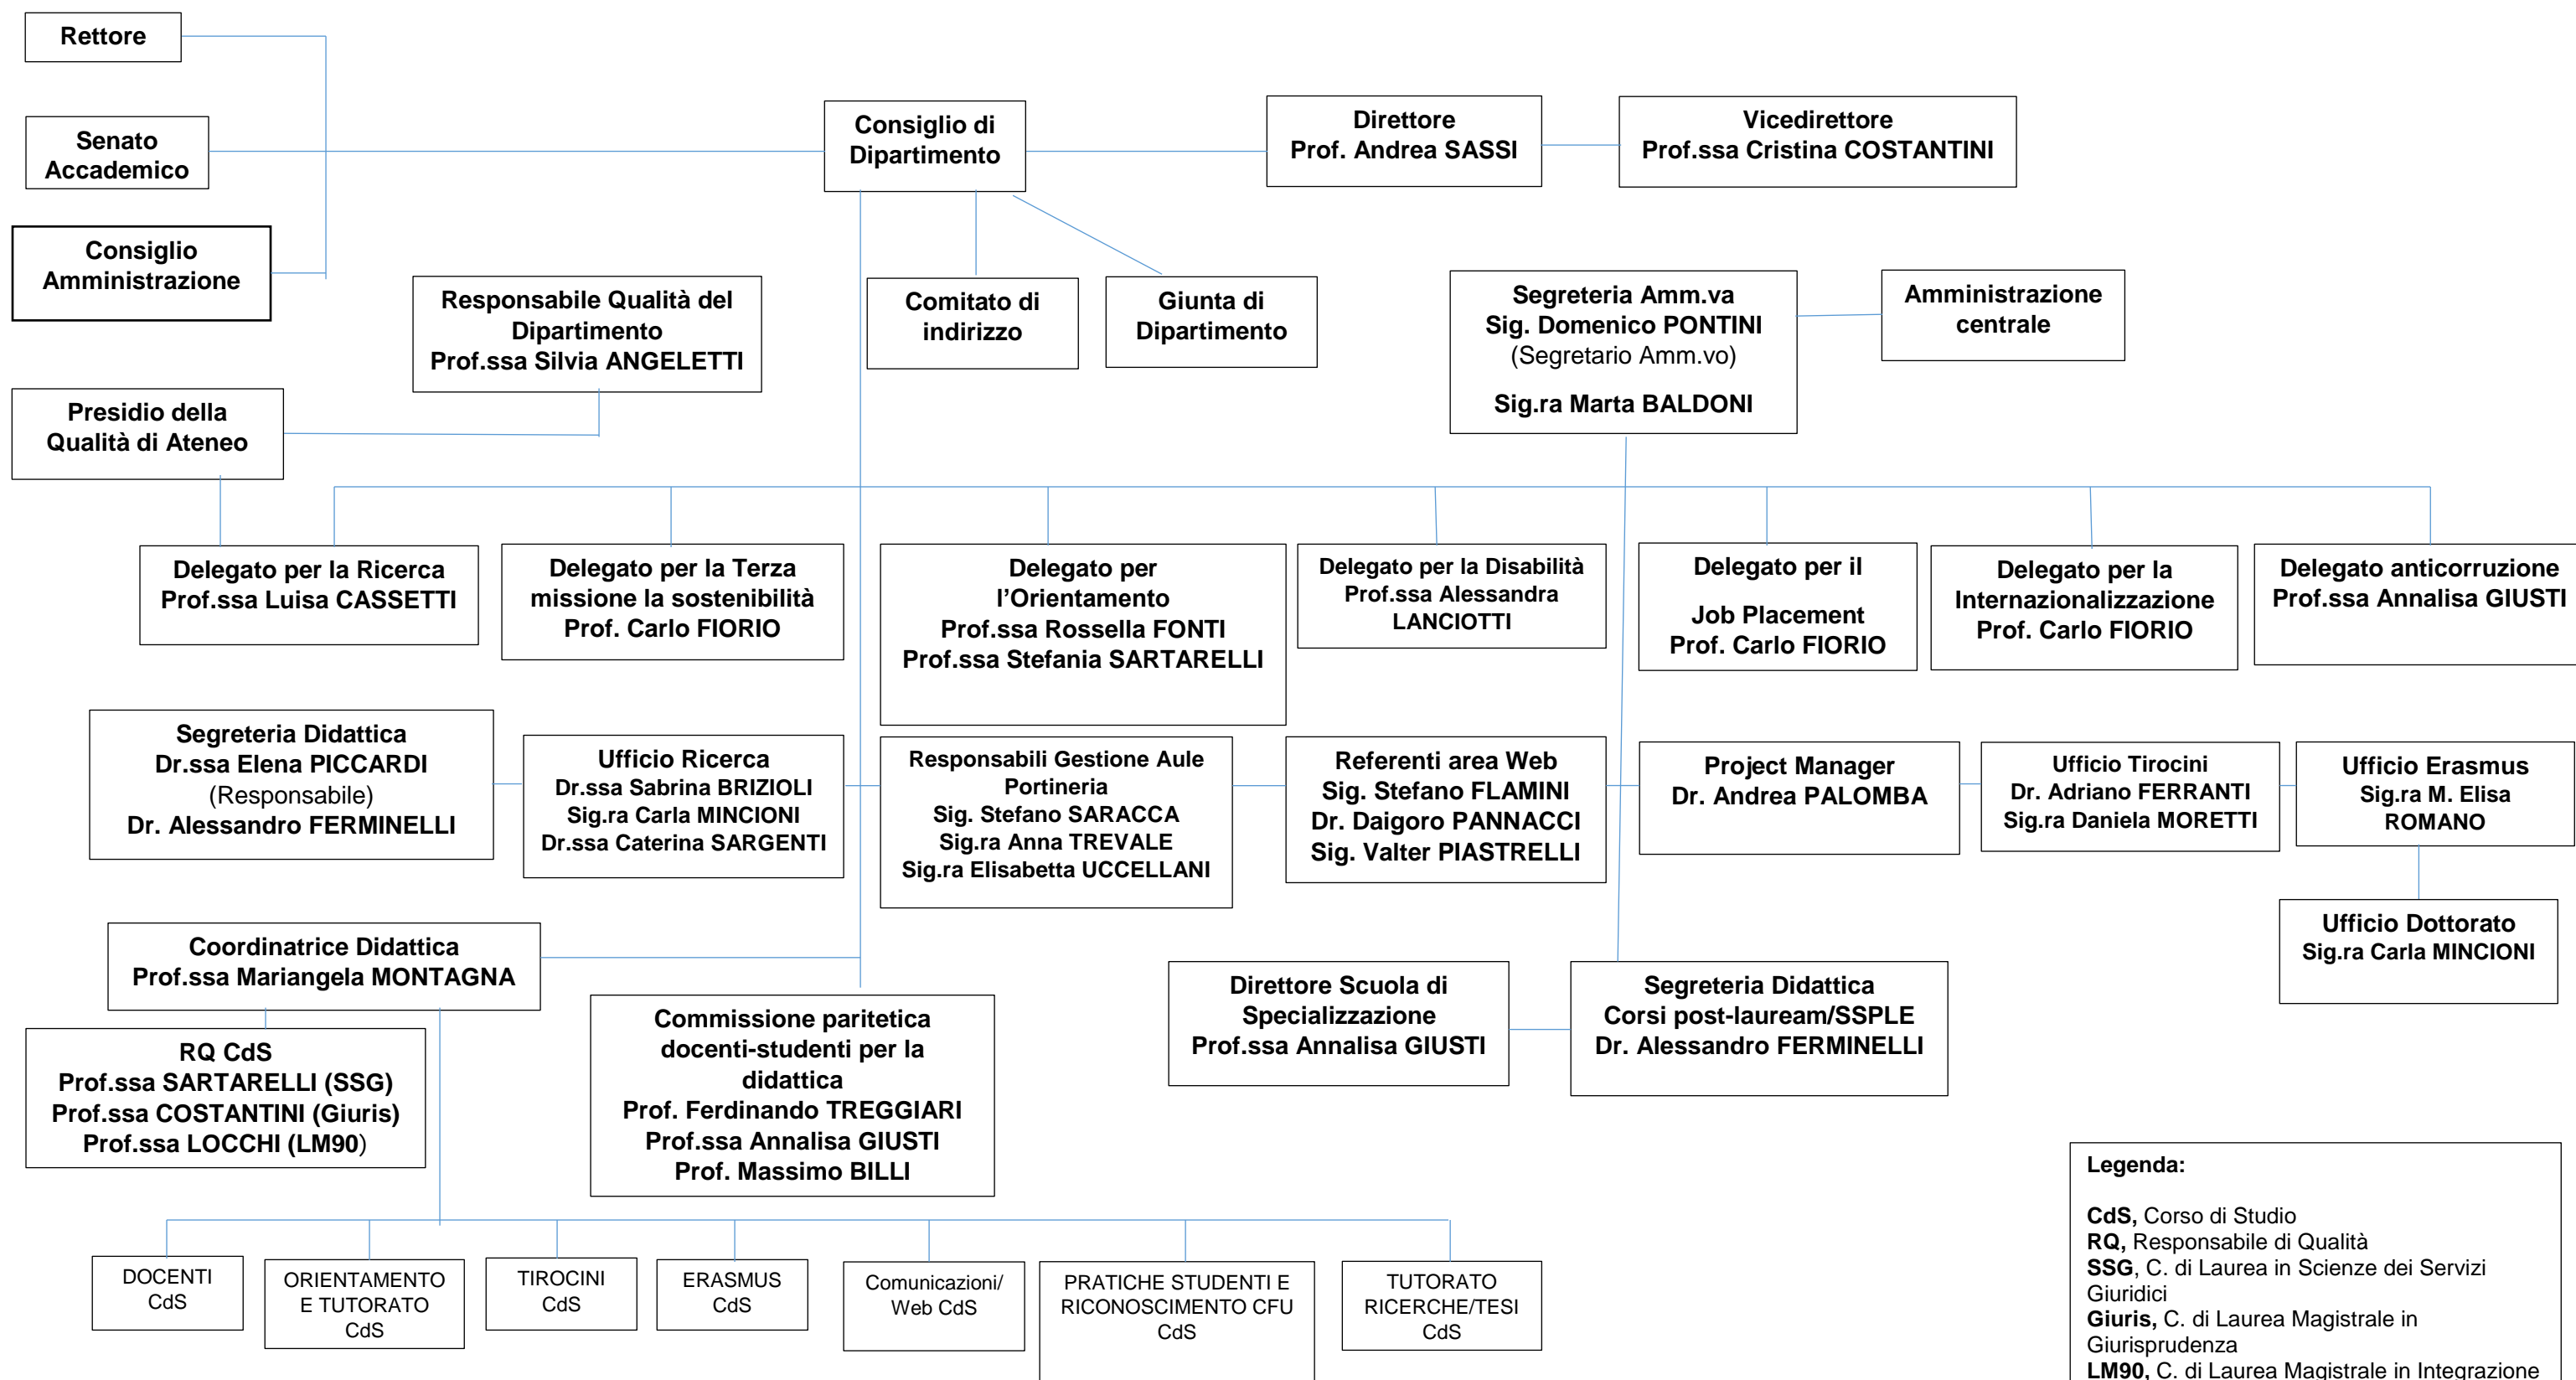 Rettore
Senato
Accademico
Consiglio
Amministrazione
Consiglio di
Dipartimento
Direttore
Prof. Andrea SASSI
Vicedirettore
Prof.ssa Cristina COSTANTINI
Responsabile Qualità del
Dipartimento
Prof.ssa Silvia ANGELETTI
Comitato di
indirizzo
Giunta di
Dipartimento
Segreteria Amm.va
Sig. Domenico PONTINI
(Segretario Amm.vo)
Sig.ra Marta BALDONI
Amministrazione
centrale
Presidio della
Qualità di Ateneo
Delegato per la Ricerca
Prof.ssa Luisa CASSETTI
Delegato per la Terza
missione la sostenibilità
Prof. Carlo FIORIO
Delegato per
l'Orientamento
Prof.ssa Rossella FONTI
Prof.ssa Stefania SARTARELLI
Delegato per la Disabilità
Prof.ssa Alessandra
LANCIOTTI
Delegato per il
Job Placement
Prof. Carlo FIORIO
Delegato per la
Internazionalizzazione
Prof. Carlo FIORIO
Delegato anticorruzione
Prof.ssa Annalisa GIUSTI
Segreteria Didattica
Dr.ssa Elena PICCARDI
(Responsabile)
Dr. Alessandro FERMINELLI
Ufficio Ricerca
Dr.ssa Sabrina BRIZIOLI
Sig.ra Carla MINCIONI
Dr.ssa Caterina SARGENTI
Responsabili Gestione Aule
Portineria
Sig. Stefano SARACCA
Sig.ra Anna TREVALE
Sig.ra Elisabetta UCCELLANI
Referenti area Web
Sig. Stefano FLAMINI
Dr. Daigoro PANNACCI
Sig. Valter PIASTRELLI
Project Manager
Dr. Andrea PALOMBA
Ufficio Tirocini
Dr. Adriano FERRANTI
Sig.ra Daniela MORETTI
Ufficio Erasmus
Sig.ra M. Elisa
ROMANO
Ufficio Dottorato
Sig.ra Carla MINCIONI
Coordinatrice Didattica
Prof.ssa Mariangela MONTAGNA
RQ CdS
Prof.ssa SARTARELLI (SSG)
Prof.ssa COSTANTINI (Giuris)
Prof.ssa LOCCHI (LM90)
Commissione paritetica
docenti-studenti per la
didattica
Prof. Ferdinando TREGGIARI
Prof.ssa Annalisa GIUSTI
Prof. Massimo BILLI
Direttore Scuola di
Specializzazione
Prof.ssa Annalisa GIUSTI
Segreteria Didattica
Corsi post-lauream/SSPLE
Dr. Alessandro FERMINELLI
DOCENTI
CdS
ORIENTAMENTO
E TUTORATO
CdS
TIROCINI
CdS
ERASMUS
CdS
Comunicazioni/
Web CdS
PRATICHE STUDENTI E
RICONOSCIMENTO CFU
CdS
TUTORATO
RICERCHE/TESI
CdS
Legenda:
CdS, Corso di Studio
RQ, Responsabile di Qualità
SSG, C. di Laurea in Scienze dei Servizi
Giuridici
Giuris, C. di Laurea Magistrale in
Giurisprudenza
LM90, C. di Laurea Magistrale in Integrazione